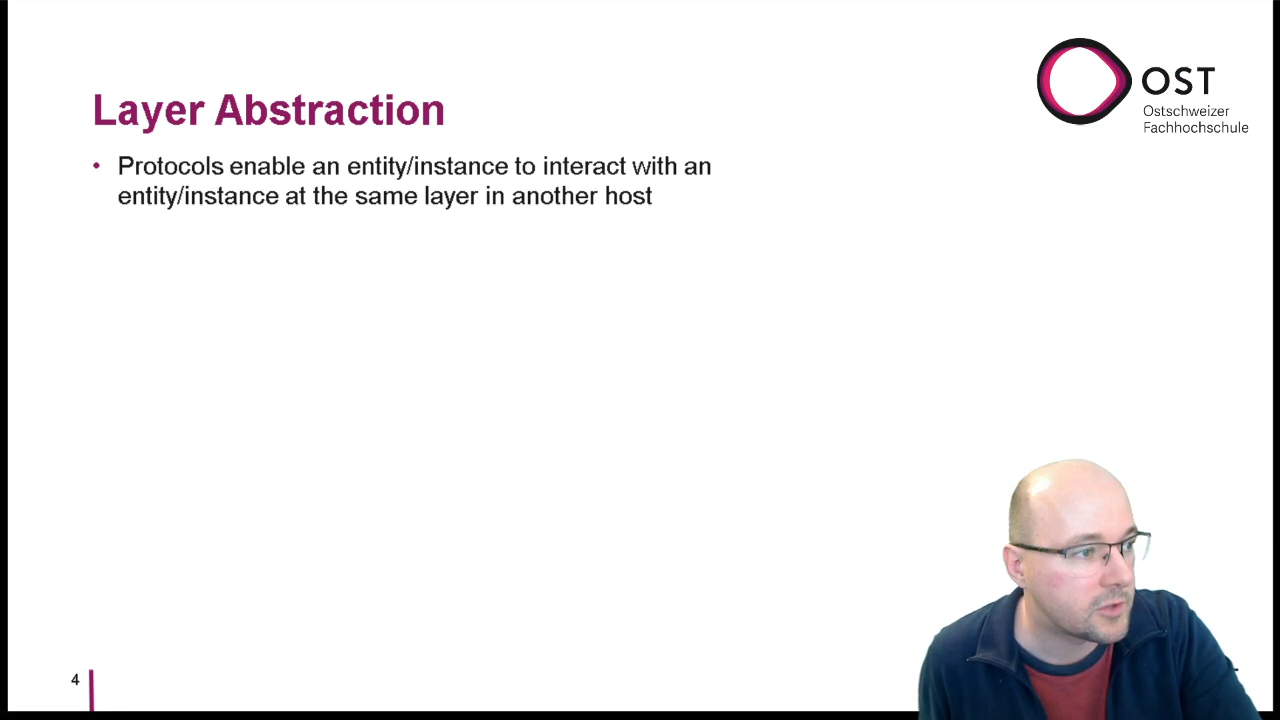 OST
Ostschweizer
Fachhochschule
Layer Abstraction
• Protocols enable an entity/instance to interact with an
entity/instance at the same layer in another host
4